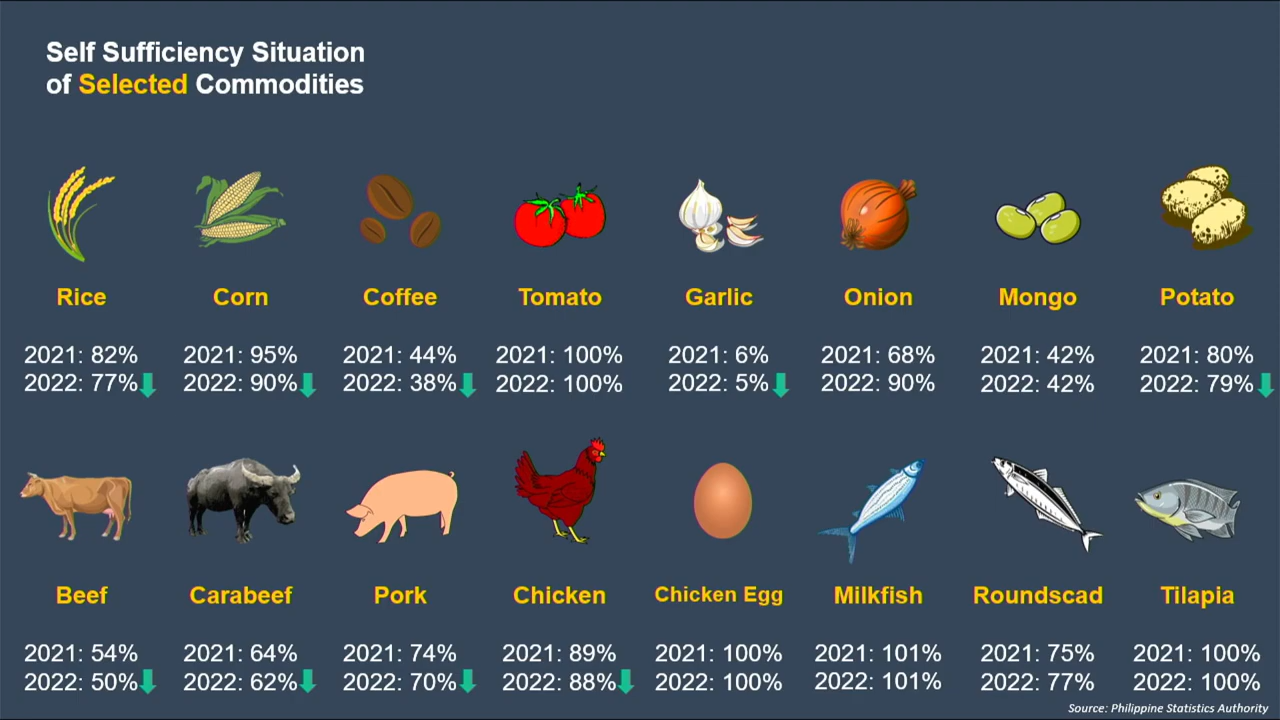 Self Sufficiency Situation
of Selected Commodities
Rice Corn Coffee Tomato Garlic Onion Mongo Potato
2021: 82% 2021: 95% 2021: 44% 2021: 100% 2021: 6% 2021: 68% 2021: 42% 2021: 80%
2022: 77% 2022: 90% 2022: 38% 2022: 100% 2022: 5% 2022: 90% 2022: 42% 2022: 79%
Beef Carabeef Pork Chicken Chicken Egg Milkfish Roundscad Tilapia
2021: 54% 2021: 64% 2021: 74% 2021: 89% 2021: 100% 2021: 101% 2021: 75% 2021: 100%
2022: 50% 2022: 62% 2022: 70% 2022: 88% 2022: 100% 2022: 101% 2022: 77% 2022: 100%
Source: Philippine Statistics Authority